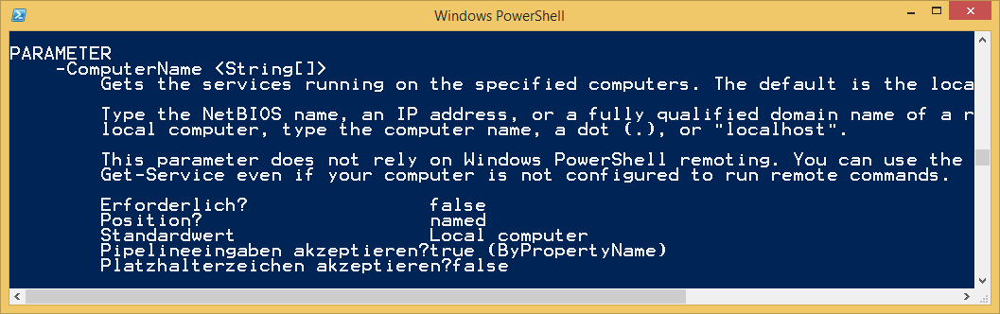 Windows PowerShell
PARAMETER
-ComputerName <String[]>
Gets the services running on the specified computers. The default is the loca
Type the NetBIOS name, an IP address, or a fully qualified domain name of a r
local computer, type the computer name, a dot (.), or "localhost".
This parameter does not rely on Windows PowerShell remoting. You can use the
Get-Service even if your computer is not configured to run remote commands.
Erforderlich? false
Position? named
Standardwert Local computer
Pipelineeingaben akzeptieren?true (ByPropertyName)
Platzhalterzeichen akzeptieren?false